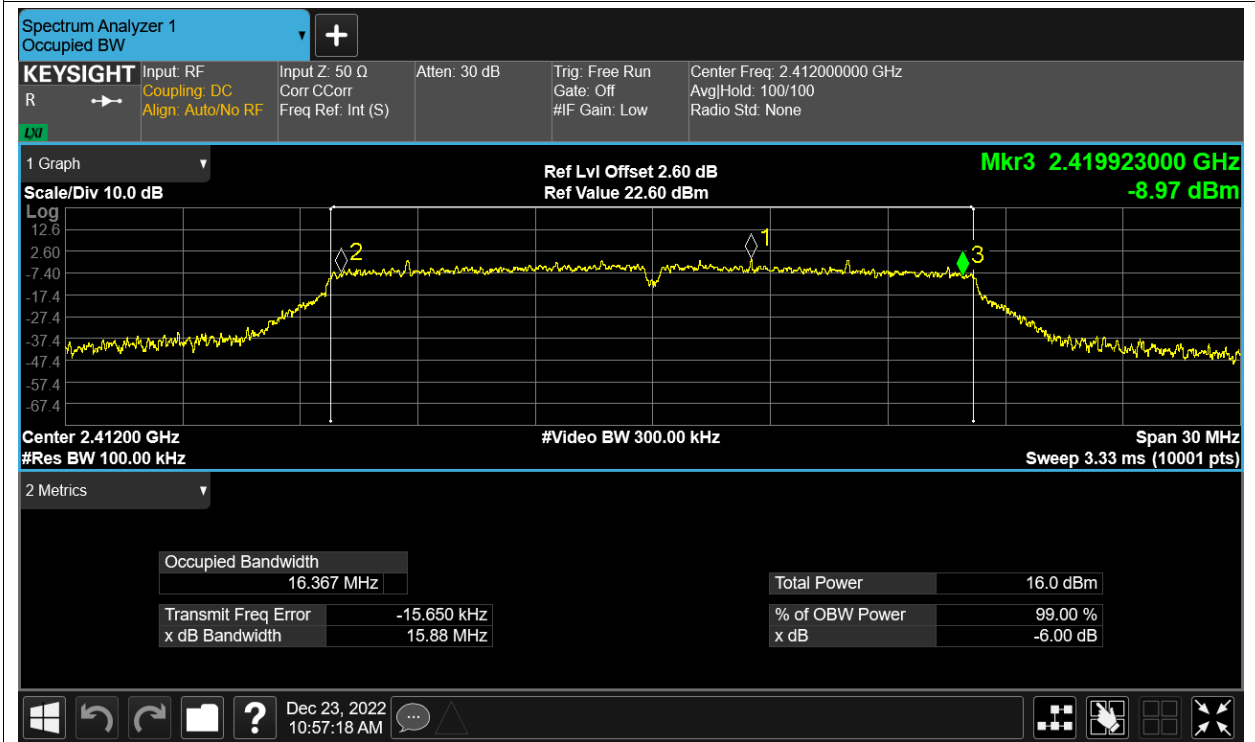 Spectrum Analyzer 1
Occupied BW
KEYSIGHT
R
LXI
Input: RF
Coupling: DC
Align: Auto/No RF
Input Z: 50 Ω
Corr CCorr
Freq Ref: Int (S)
Atten: 30 dB
Trig: Free Run
Gate: Off
#IF Gain: Low
Center Freq: 2.412000000 GHz
Avg|Hold: 100/100
Radio Std: None
1 Graph
Scale/Div 10.0 dB
Ref Lvl Offset 2.60 dB
Ref Value 22.60 dBm
Mkr3 2.419923000 GHz
-8.97 dBm
Log
12.6
2.60
-7.40
-17.4
-27.4
-37.4
-47.4
-57.4
-67.4
2
1
3
Center 2.41200 GHz
#Res BW 100.00 kHz
#Video BW 300.00 kHz
Span 30 MHz
Sweep 3.33 ms (10001 pts)
2 Metrics
Occupied Bandwidth
16.367 MHz
Transmit Freq Error -15.650 kHz
x dB Bandwidth 15.88 MHz
Total Power 16.0 dBm
% of OBW Power 99.00 %
x dB -6.00 dB
?
Dec 23, 2022
10:57:18 AM